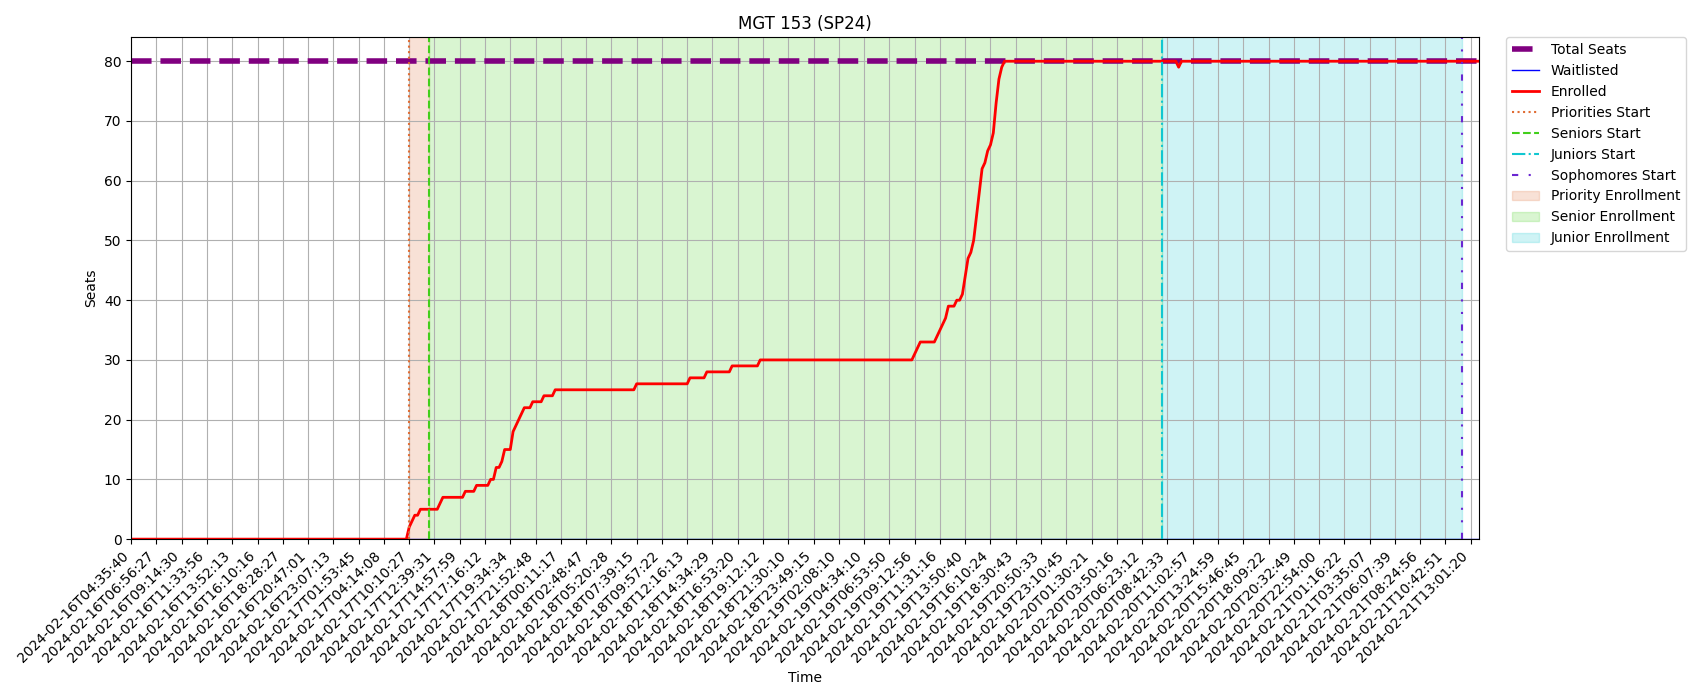 MGT 153 (SP24)
Total Seats
Waitlisted
Enrolled
Priorities Start
Seniors Start
Juniors Start
Sophomores Start
Priority Enrollment
Senior Enrollment
Junior Enrollment
Seats
80
70
60
50
40
30
20
10
0
2024-02-16T04:35:40
2024-02-16T06:56:27
2024-02-16T09:14:30
2024-02-16T11:33:56
2024-02-16T13:52:13
2024-02-16T16:10:16
2024-02-16T18:28:27
2024-02-16T20:47:01
2024-02-16T23:07:13
2024-02-17T01:53:45
2024-02-17T04:14:08
2024-02-17T10:10:27
2024-02-17T12:39:31
2024-02-17T14:57:59
2024-02-17T17:16:12
2024-02-17T19:34:34
2024-02-17T21:52:48
2024-02-18T00:11:17
2024-02-18T02:48:47
2024-02-18T05:20:28
2024-02-18T07:39:15
2024-02-18T09:57:22
2024-02-18T12:16:13
2024-02-18T14:34:29
2024-02-18T16:53:20
2024-02-18T19:12:12
2024-02-18T21:30:10
2024-02-18T23:49:15
2024-02-19T02:08:10
2024-02-19T04:34:10
2024-02-19T06:53:50
2024-02-19T09:12:56
2024-02-19T11:31:16
2024-02-19T13:50:40
2024-02-19T16:10:24
2024-02-19T18:30:43
2024-02-19T20:50:33
2024-02-19T23:10:45
2024-02-20T01:30:21
2024-02-20T03:50:16
2024-02-20T06:23:12
2024-02-20T08:42:33
2024-02-20T11:02:57
2024-02-20T13:24:59
2024-02-20T15:46:45
2024-02-20T18:09:22
2024-02-20T20:32:49
2024-02-20T22:54:00
2024-02-21T01:16:22
2024-02-21T03:35:07
2024-02-21T06:07:39
2024-02-21T08:24:56
2024-02-21T10:42:51
2024-02-21T13:01:20
Time